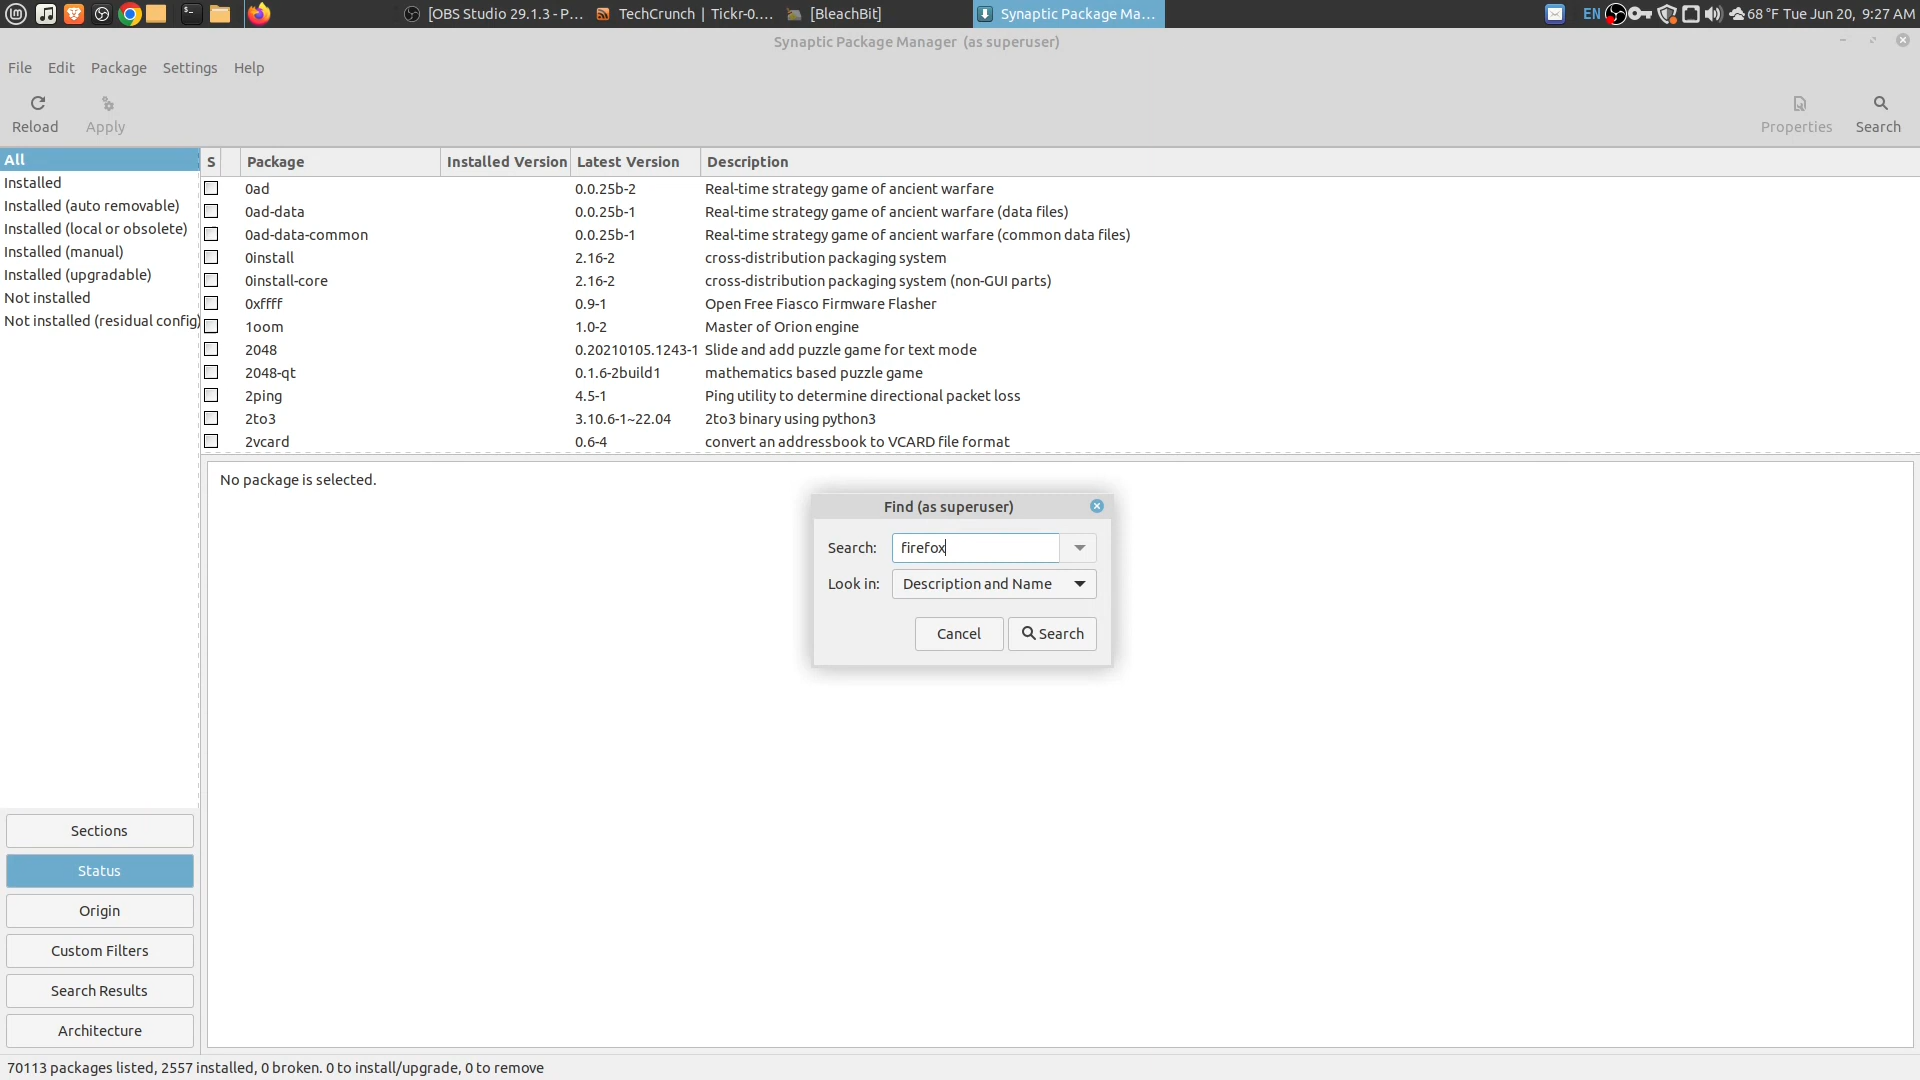 [OBS Studio 29.1.3 - P...
TechCrunch | Tickr-0....
[BleachBit]
Synaptic Package Ma...
EN
68 °F Tue Jun 20, 9:27 AM
Synaptic Package Manager (as superuser)
File Edit Package Settings Help
Reload Apply Properties Search
All
Installed
Installed (auto removable)
Installed (local or obsolete)
Installed (manual)
Installed (upgradable)
Not installed
Not installed (residual config)
S Package Installed Version Latest Version Description
0ad 0.0.25b-2 Real-time strategy game of ancient warfare
0ad-data 0.0.25b-1 Real-time strategy game of ancient warfare (data files)
0ad-data-common 0.0.25b-1 Real-time strategy game of ancient warfare (common data files)
0install 2.16-2 cross-distribution packaging system
0install-core 2.16-2 cross-distribution packaging system (non-GUI parts)
0xffff 0.9-1 Open Free Fiasco Firmware Flasher
1oom 1.0-2 Master of Orion engine
2048 0.20210105.1243-1 Slide and add puzzle game for text mode
2048-qt 0.1.6-2build1 mathematics based puzzle game
2ping 4.5-1 Ping utility to determine directional packet loss
2to3 3.10.6-1~22.04 2to3 binary using python3
2vcard 0.6-4 convert an addressbook to VCARD file format
No package is selected.
Find (as superuser)
Search: firefox
Look in: Description and Name
Cancel Search
Sections
Status
Origin
Custom Filters
Search Results
Architecture
70113 packages listed, 2557 installed, 0 broken. 0 to install/upgrade, 0 to remove